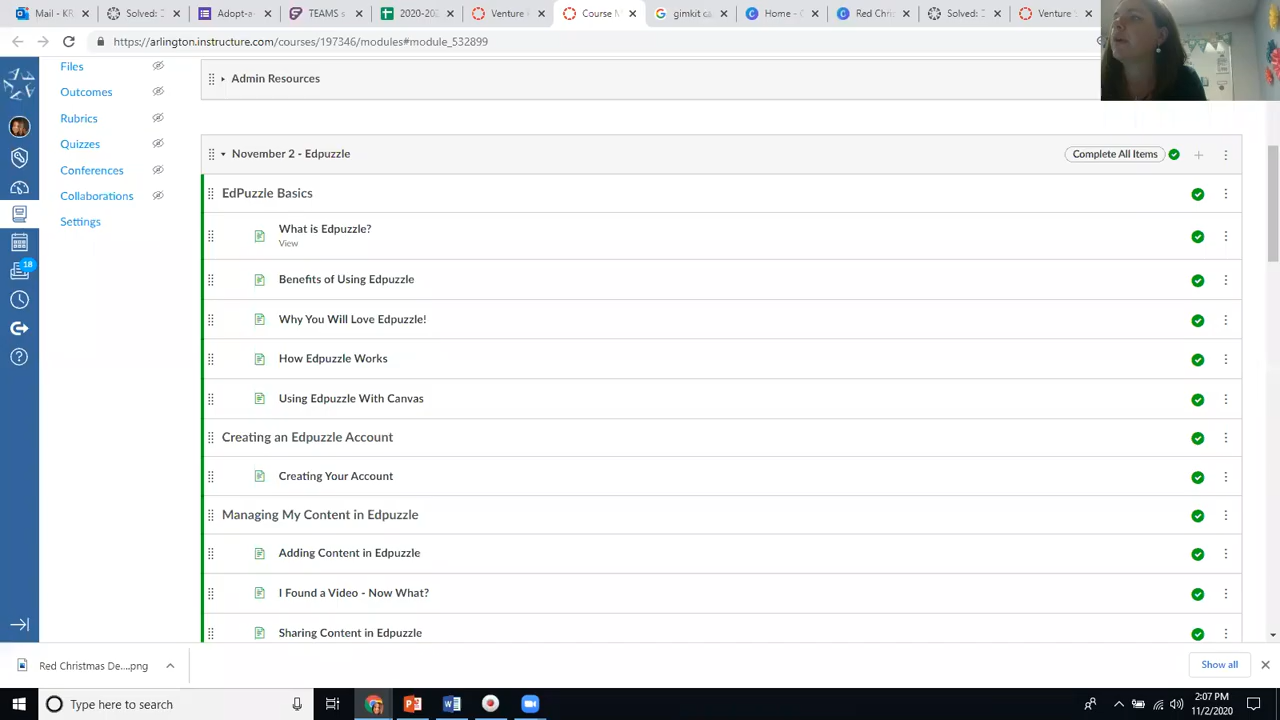 Mail - KR
Solved: D
Adopt-a
TEAMS s
2020-202
Venture
Course M
gimkit ca
Home - C
Red Chri
Solved: D
Venture S
https://arlington.instructure.com/courses/197346/modules#module_532899
Files
Outcomes
Rubrics
Quizzes
Conferences
Collaborations
Settings
18
Admin Resources
November 2 - Edpuzzle
Complete All Items
EdPuzzle Basics
What is Edpuzzle?
View
Benefits of Using Edpuzzle
Why You Will Love Edpuzzle!
How Edpuzzle Works
Using Edpuzzle With Canvas
Creating an Edpuzzle Account
Creating Your Account
Managing My Content in Edpuzzle
Adding Content in Edpuzzle
I Found a Video - Now What?
Sharing Content in Edpuzzle
Red Christmas De....png
Show all
Type here to search
2:07 PM
11/2/2020